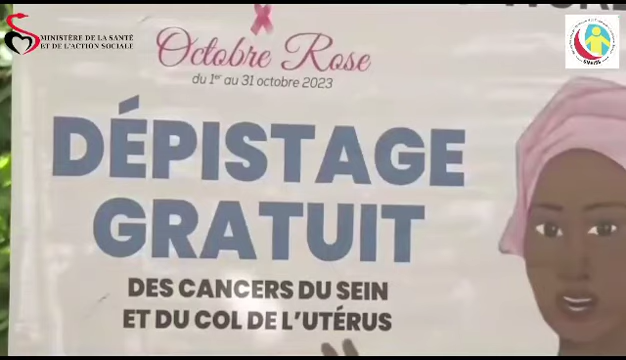 MINISTÈRE DE LA SANTÉ
ET DE L'ACTION SOCIALE
Octobre Rose
du 1er au 31 octobre 2023
DÉPISTAGE
GRATUIT
DES CANCERS DU SEIN
ET DU COL DE L'UTÉRUS